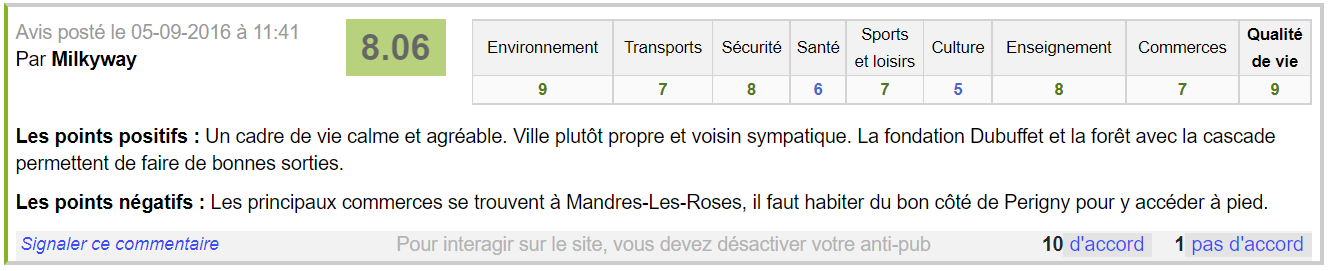 Avis posté le 05-09-2016 à 11:41
Par Milkyway
8.06
Environnement Transports Sécurité Santé Sports et loisirs Culture Enseignement Commerces Qualité de vie
9 7 8 6 7 5 8 7 9
Les points positifs : Un cadre de vie calme et agréable. Ville plutôt propre et voisin sympatique. La fondation Dubuffet et la forêt avec la cascade
permettent de faire de bonnes sorties.
Les points négatifs : Les principaux commerces se trouvent à Mandres-Les-Roses, il faut habiter du bon côté de Perigny pour y accéder à pied.
Signaler ce commentaire Pour interagir sur le site, vous devez désactiver votre anti-pub 10 d'accord 1 pas d'accord